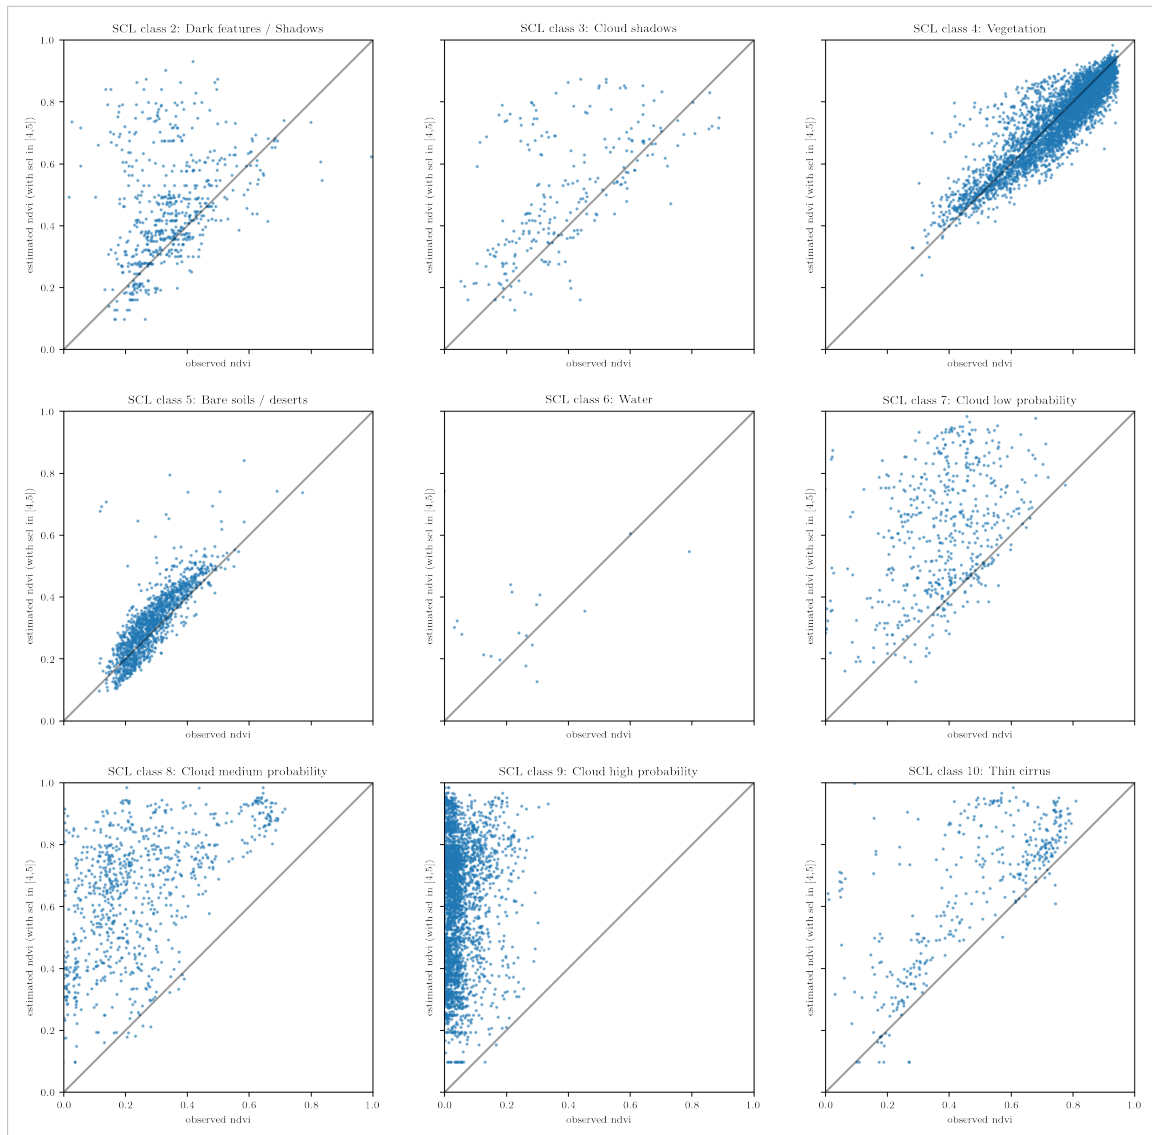 SCL class 2: Dark features / Shadows
1.0
0.8
0.6
0.4
0.2
0.0
estimated ndvi (with scl in [4,5])
observed ndvi
SCL class 3: Cloud shadows
estimated ndvi (with scl in [4,5])
observed ndvi
SCL class 4: Vegetation
estimated ndvi (with scl in [4,5])
observed ndvi
SCL class 5: Bare soils / deserts
1.0
0.8
0.6
0.4
0.2
0.0
estimated ndvi (with scl in [4,5])
observed ndvi
SCL class 6: Water
estimated ndvi (with scl in [4,5])
observed ndvi
SCL class 7: Cloud low probability
estimated ndvi (with scl in [4,5])
observed ndvi
SCL class 8: Cloud medium probability
1.0
0.8
0.6
0.4
0.2
0.0
estimated ndvi (with scl in [4,5])
0.0 0.2 0.4 0.6 0.8 1.0
observed ndvi
SCL class 9: Cloud high probability
estimated ndvi (with scl in [4,5])
0.0 0.2 0.4 0.6 0.8 1.0
observed ndvi
SCL class 10: Thin cirrus
estimated ndvi (with scl in [4,5])
0.0 0.2 0.4 0.6 0.8 1.0
observed ndvi